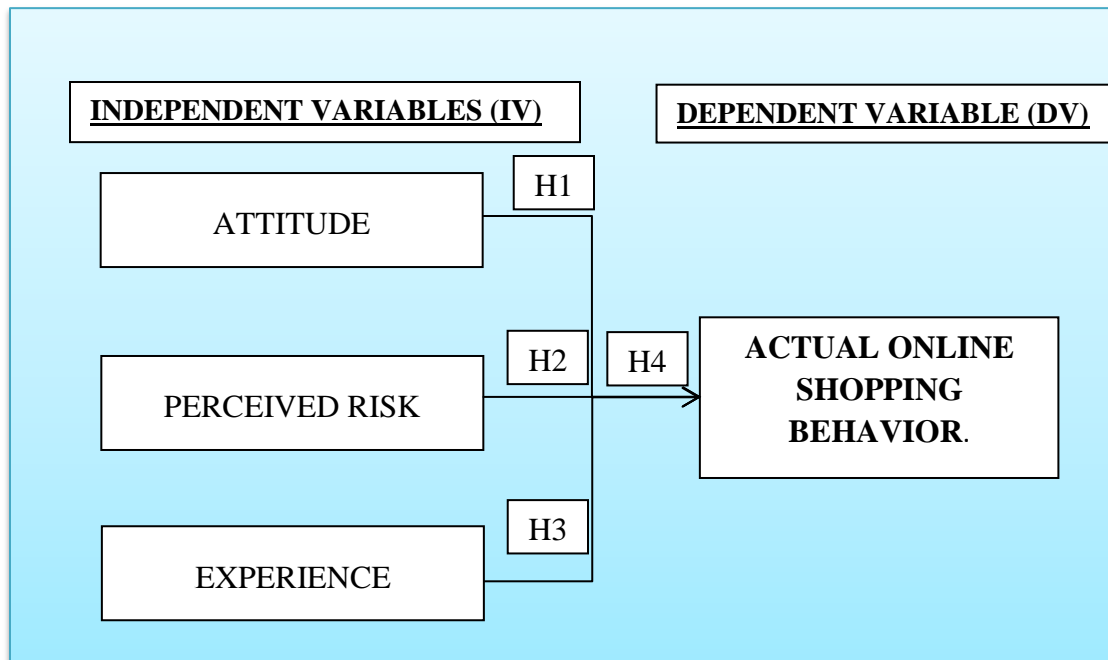 INDEPENDENT VARIABLES (IV)
DEPENDENT VARIABLE (DV)
H1
ATTITUDE
H2
H4
PERCEIVED RISK
ACTUAL ONLINE
SHOPPING
BEHAVIOR.
H3
EXPERIENCE